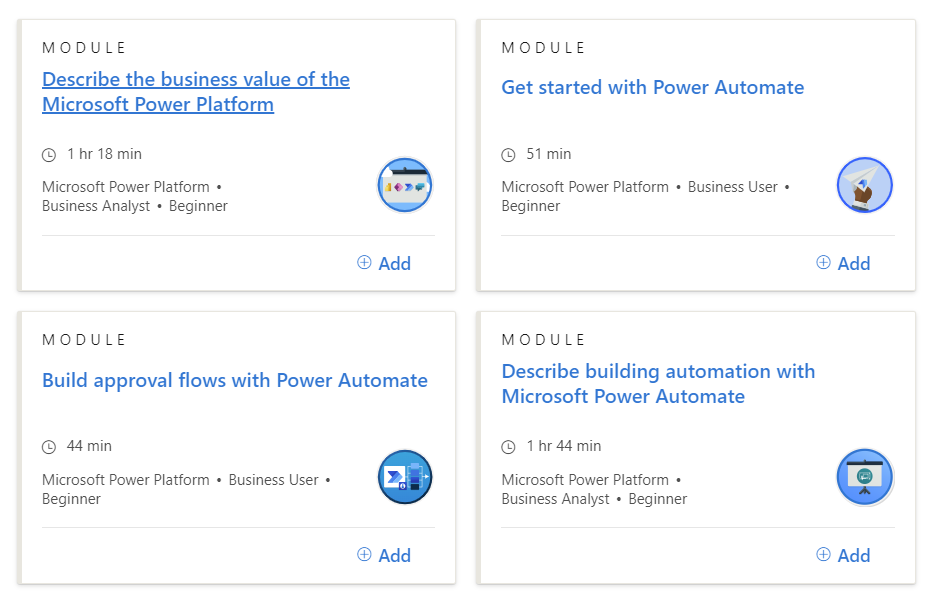 MODULE
Describe the business value of the
Microsoft Power Platform
1 hr 18 min
Microsoft Power Platform •
Business Analyst • Beginner
Add
MODULE
Get started with Power Automate
51 min
Microsoft Power Platform • Business User •
Beginner
Add
MODULE
Build approval flows with Power Automate
44 min
Microsoft Power Platform • Business User •
Beginner
Add
MODULE
Describe building automation with
Microsoft Power Automate
1 hr 44 min
Microsoft Power Platform •
Business Analyst • Beginner
Add